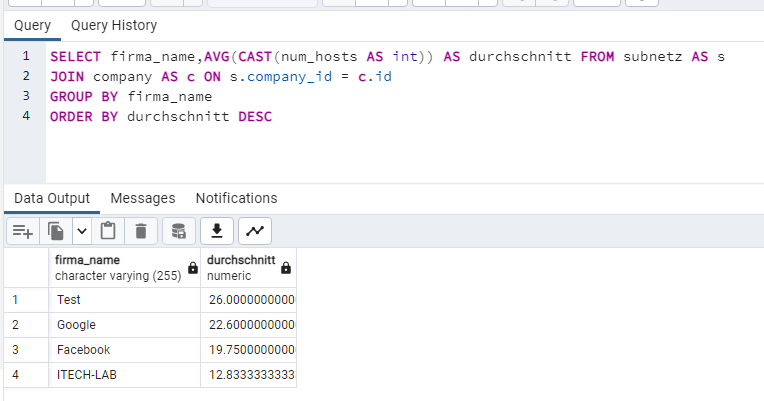 Query Query History
1 SELECT firma_name,AVG(CAST(num_hosts AS int)) AS durchschnitt FROM subnetz AS s
2 JOIN company AS c ON s.company_id = c.id
3 GROUP BY firma_name
4 ORDER BY durchschnitt DESC
Data Output Messages Notifications
firma_name durchschnitt
character varying (255) numeric
1 Test 26.0000000000
2 Google 22.6000000000
3 Facebook 19.7500000000
4 ITECH-LAB 12.8333333333